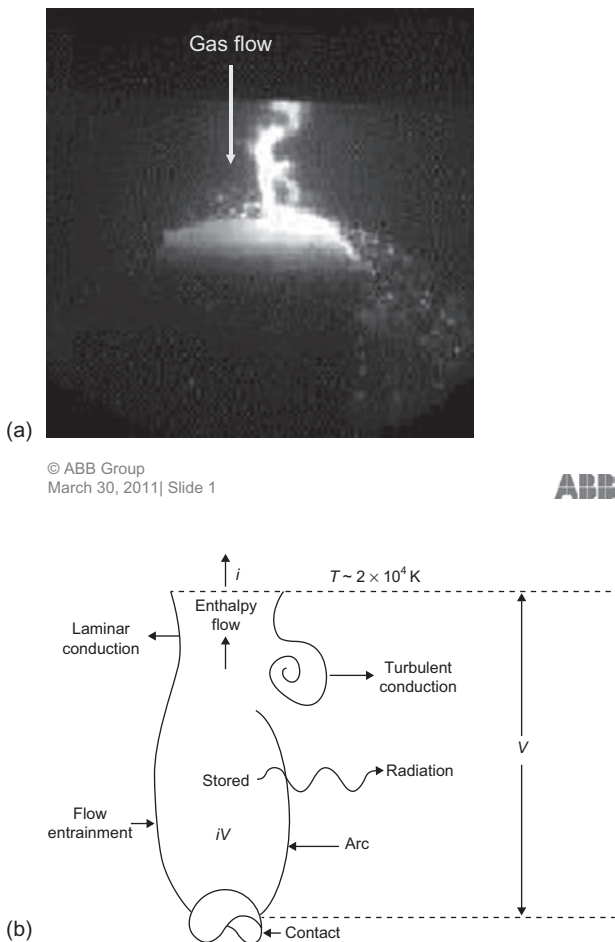 Gas flow
(a)
© ABB Group
March 30, 2011| Slide 1
ABB
i
T ~ 2 × 10⁴ K
Enthalpy
flow
Laminar
conduction
Turbulent
conduction
V
Stored
Radiation
Flow
entrainment
iV
Arc
(b)
Contact